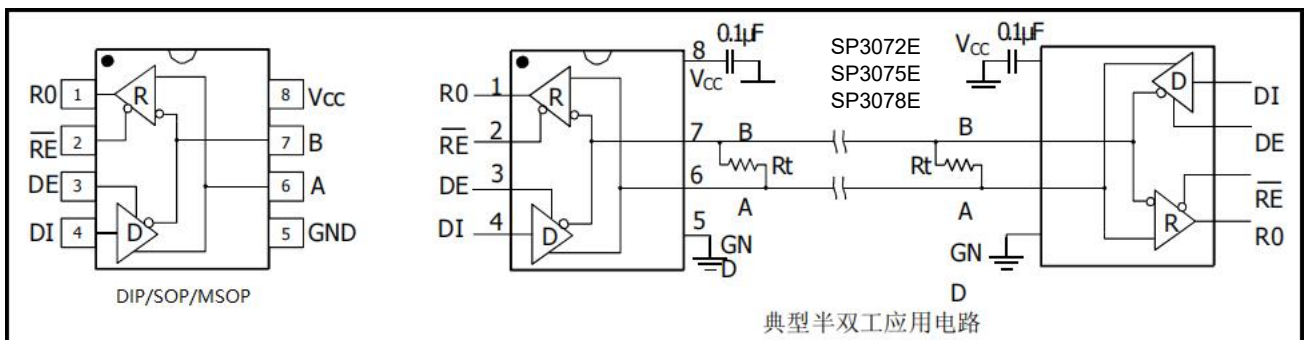 R0 1
RE 2
DE 3
DI 4
R
D
8 Vcc
7 B
6 A
5 GND
DIP/SOP/MSOP
R0 1
RE 2
DE 3
DI 4
R
D
0.1μF
8
VCC
7 B
Rt
6
A
5
GN
D
SP3072E
SP3075E
SP3078E
0.1μF
VCC
B
Rt
A
GN
D
D
R
DI
DE
RE
R0
典型半双工应用电路